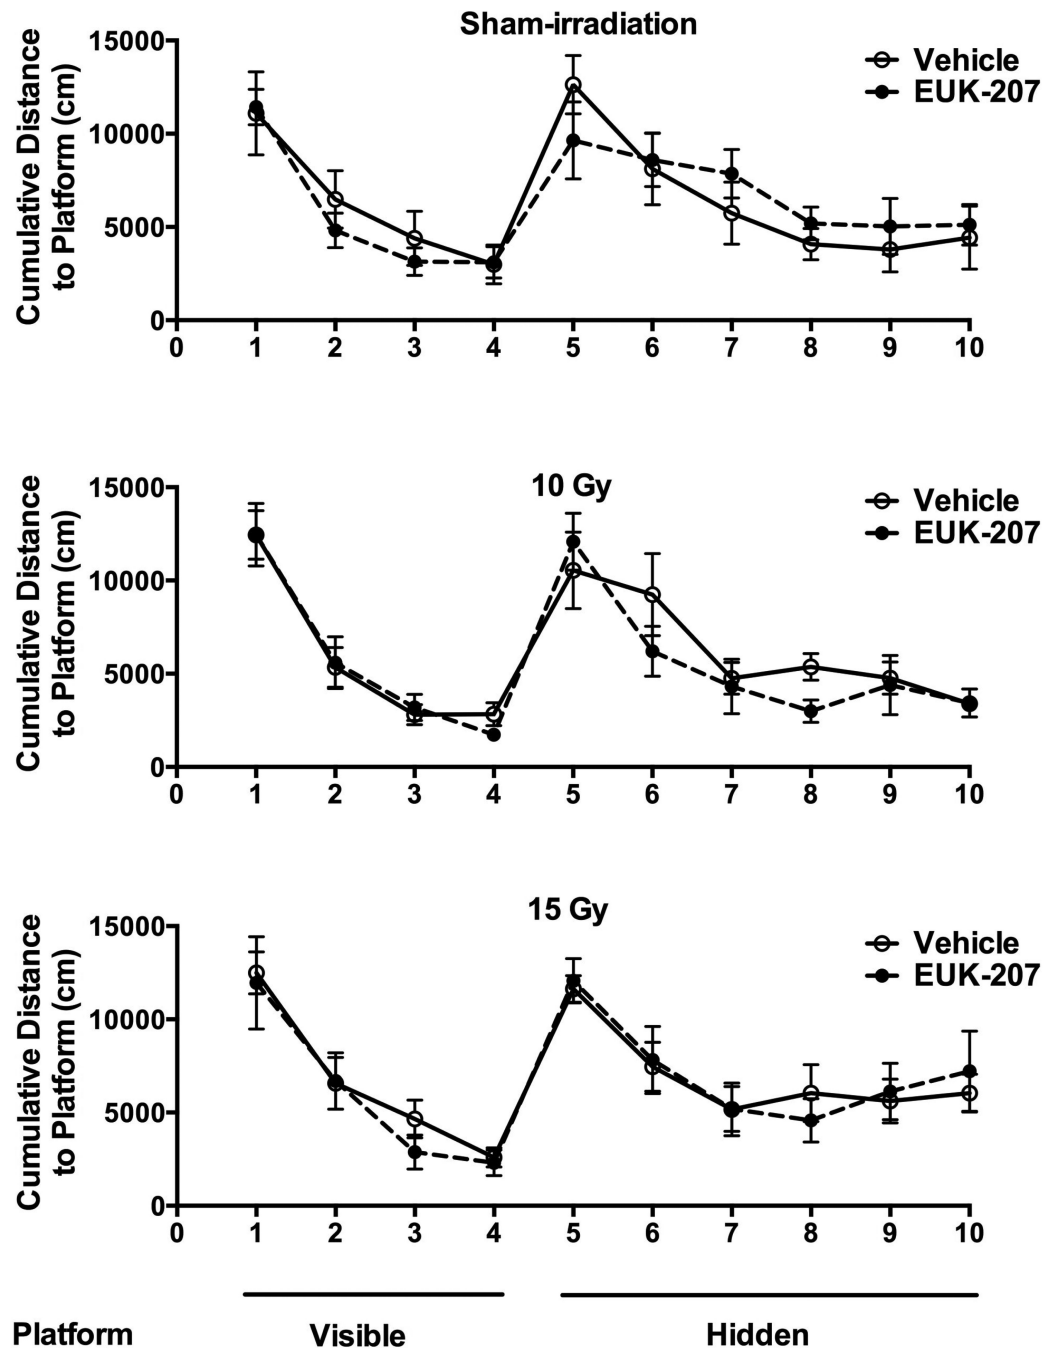 Sham-irradiation
Cumulative Distance
to Platform (cm)
15000
10000
5000
0
Vehicle
EUK-207
0 1 2 3 4 5 6 7 8 9 10
10 Gy
Cumulative Distance
to Platform (cm)
15000
10000
5000
0
Vehicle
EUK-207
0 1 2 3 4 5 6 7 8 9 10
15 Gy
Cumulative Distance
to Platform (cm)
15000
10000
5000
0
Vehicle
EUK-207
0 1 2 3 4 5 6 7 8 9 10
Platform Visible Hidden